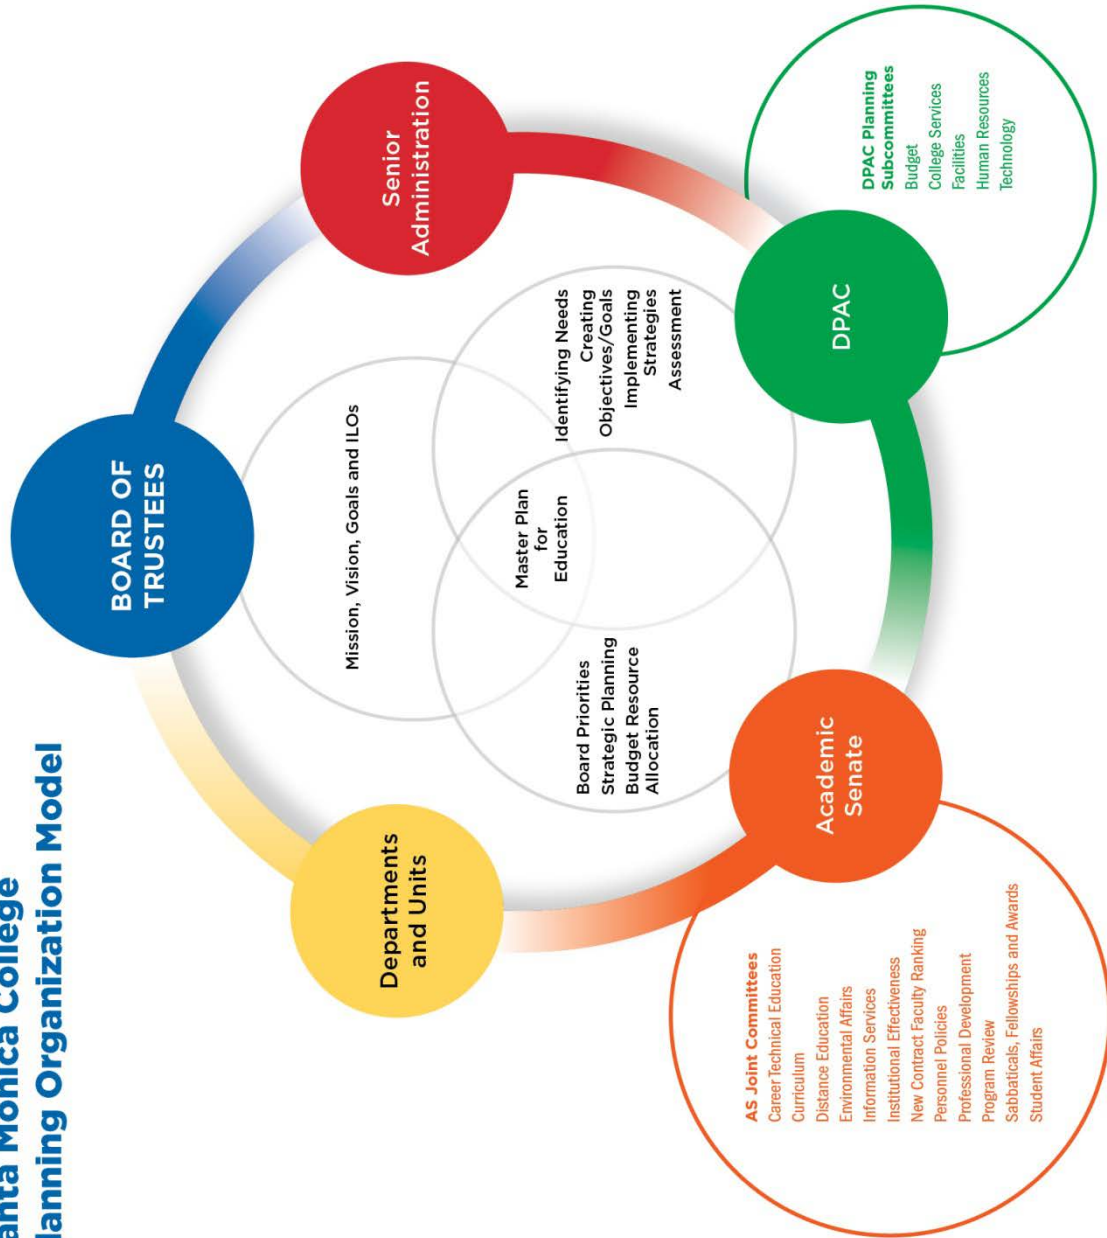 anta Monica College
lanning Organization Model
BOARD OF
TRUSTEES
Departments
and Units
Senior
Administration
Mission, Vision, Goals and ILOs
Master Plan
for
Education
Board Priorities
Strategic Planning
Budget Resource
Allocation
Identifying Needs
Creating
Objectives/Goals
Implementing
Strategies
Assessment
Academic
Senate
DPAC
AS Joint Committees
Career Technical Education
Curriculum
Distance Education
Environmental Affairs
Information Services
Institutional Effectiveness
New Contract Faculty Ranking
Personnel Policies
Professional Development
Program Review
Sabbaticals, Fellowships and Awards
Student Affairs
DPAC Planning
Subcommittees
Budget
College Services
Facilities
Human Resources
Technology